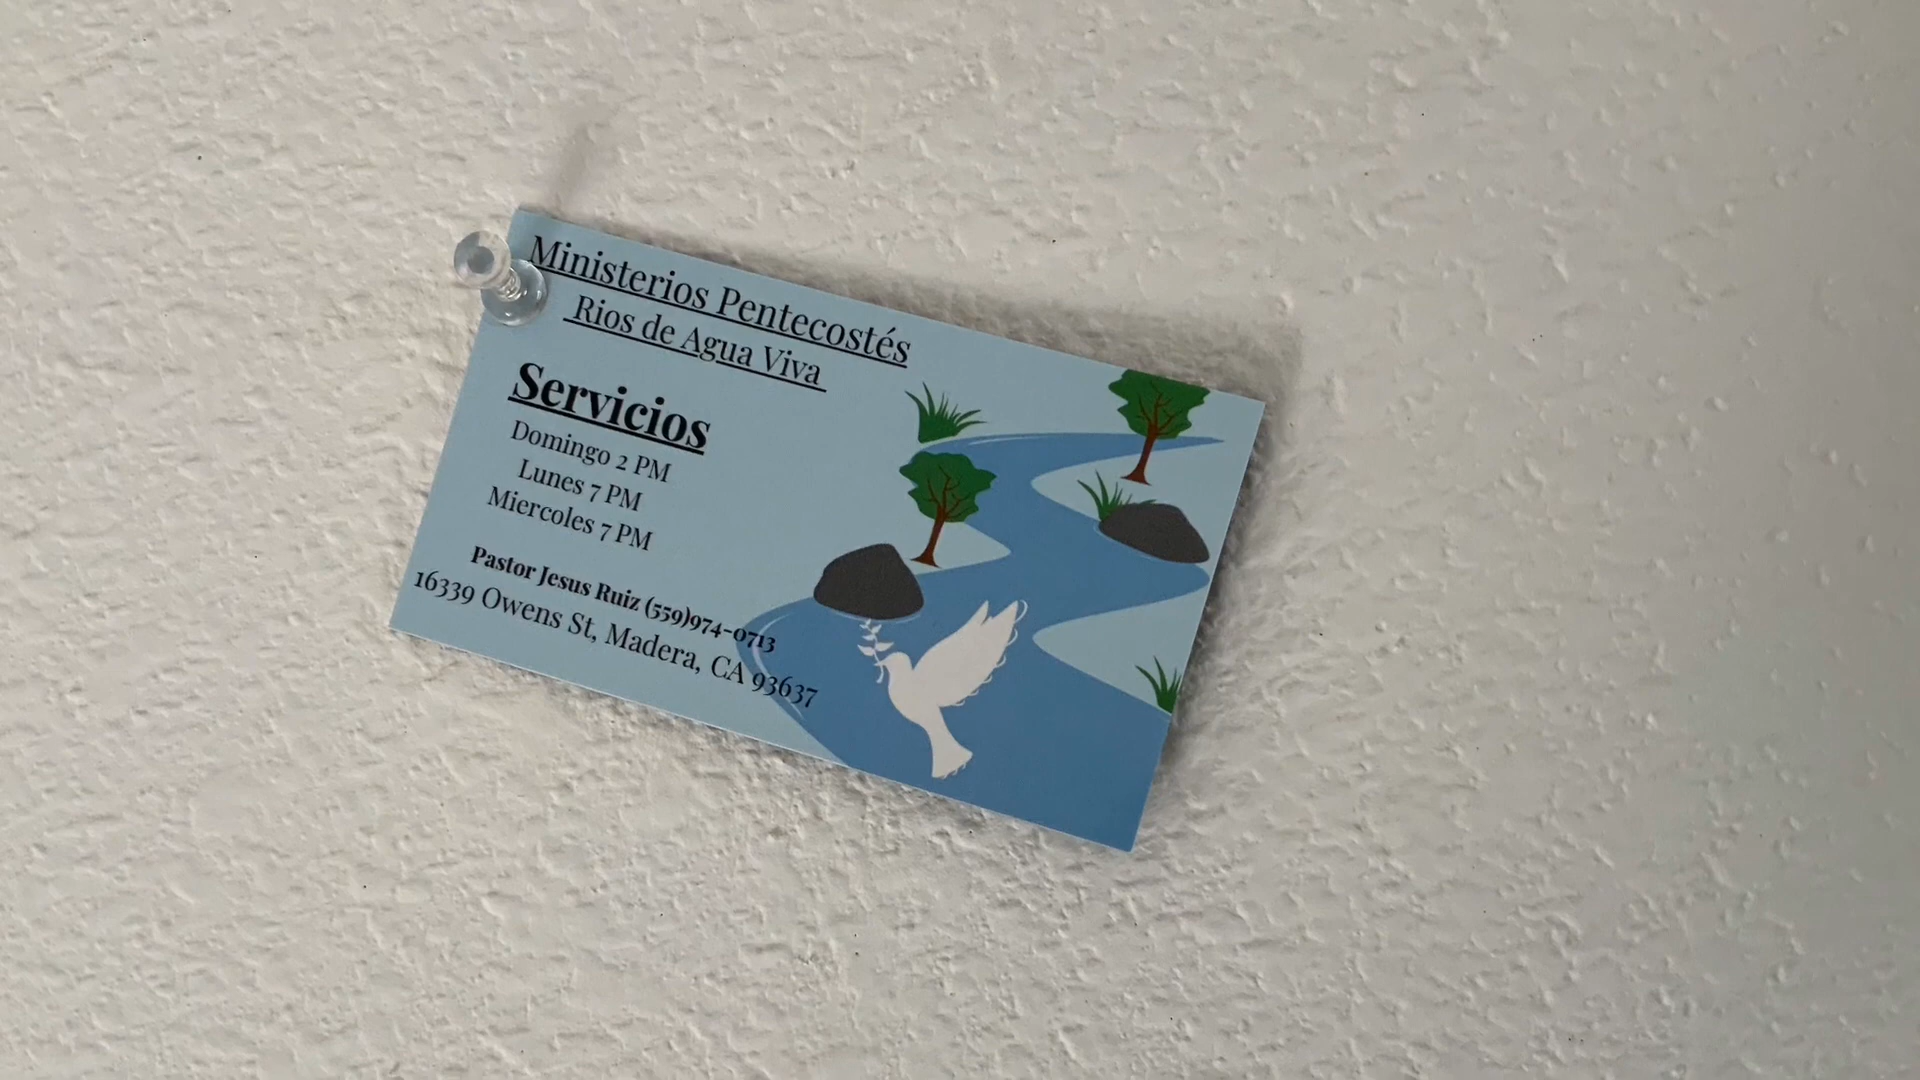 Ministerios Pentecostés
Rios de Agua Viva
Servicios
Domingo 2 PM
Lunes 7 PM
Miercoles 7 PM
Pastor Jesus Ruiz (559)974-0713
16339 Owens St, Madera, CA 93637